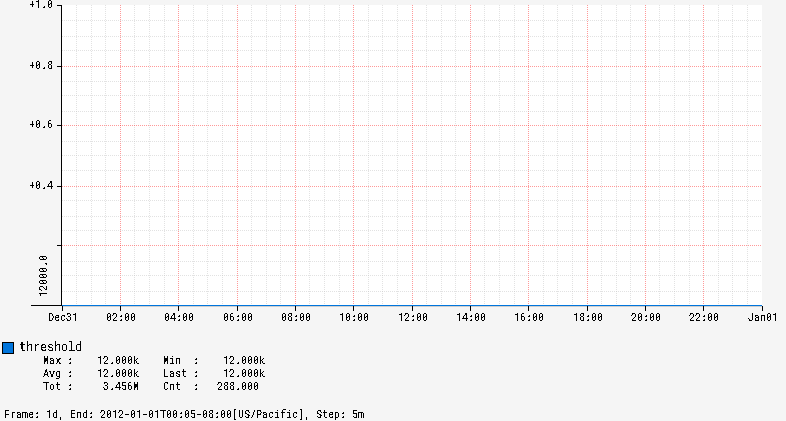 +1.0
+0.8
+0.6
+0.4
12000.0
Dec31 02:00 04:00 06:00 08:00 10:00 12:00 14:00 16:00 18:00 20:00 22:00 Jan01
threshold
Max : 12.000k Min : 12.000k
Avg : 12.000k Last : 12.000k
Tot : 3.456M Cnt : 288.000
Frame: 1d, End: 2012-01-01T00:05-08:00[US/Pacific], Step: 5m